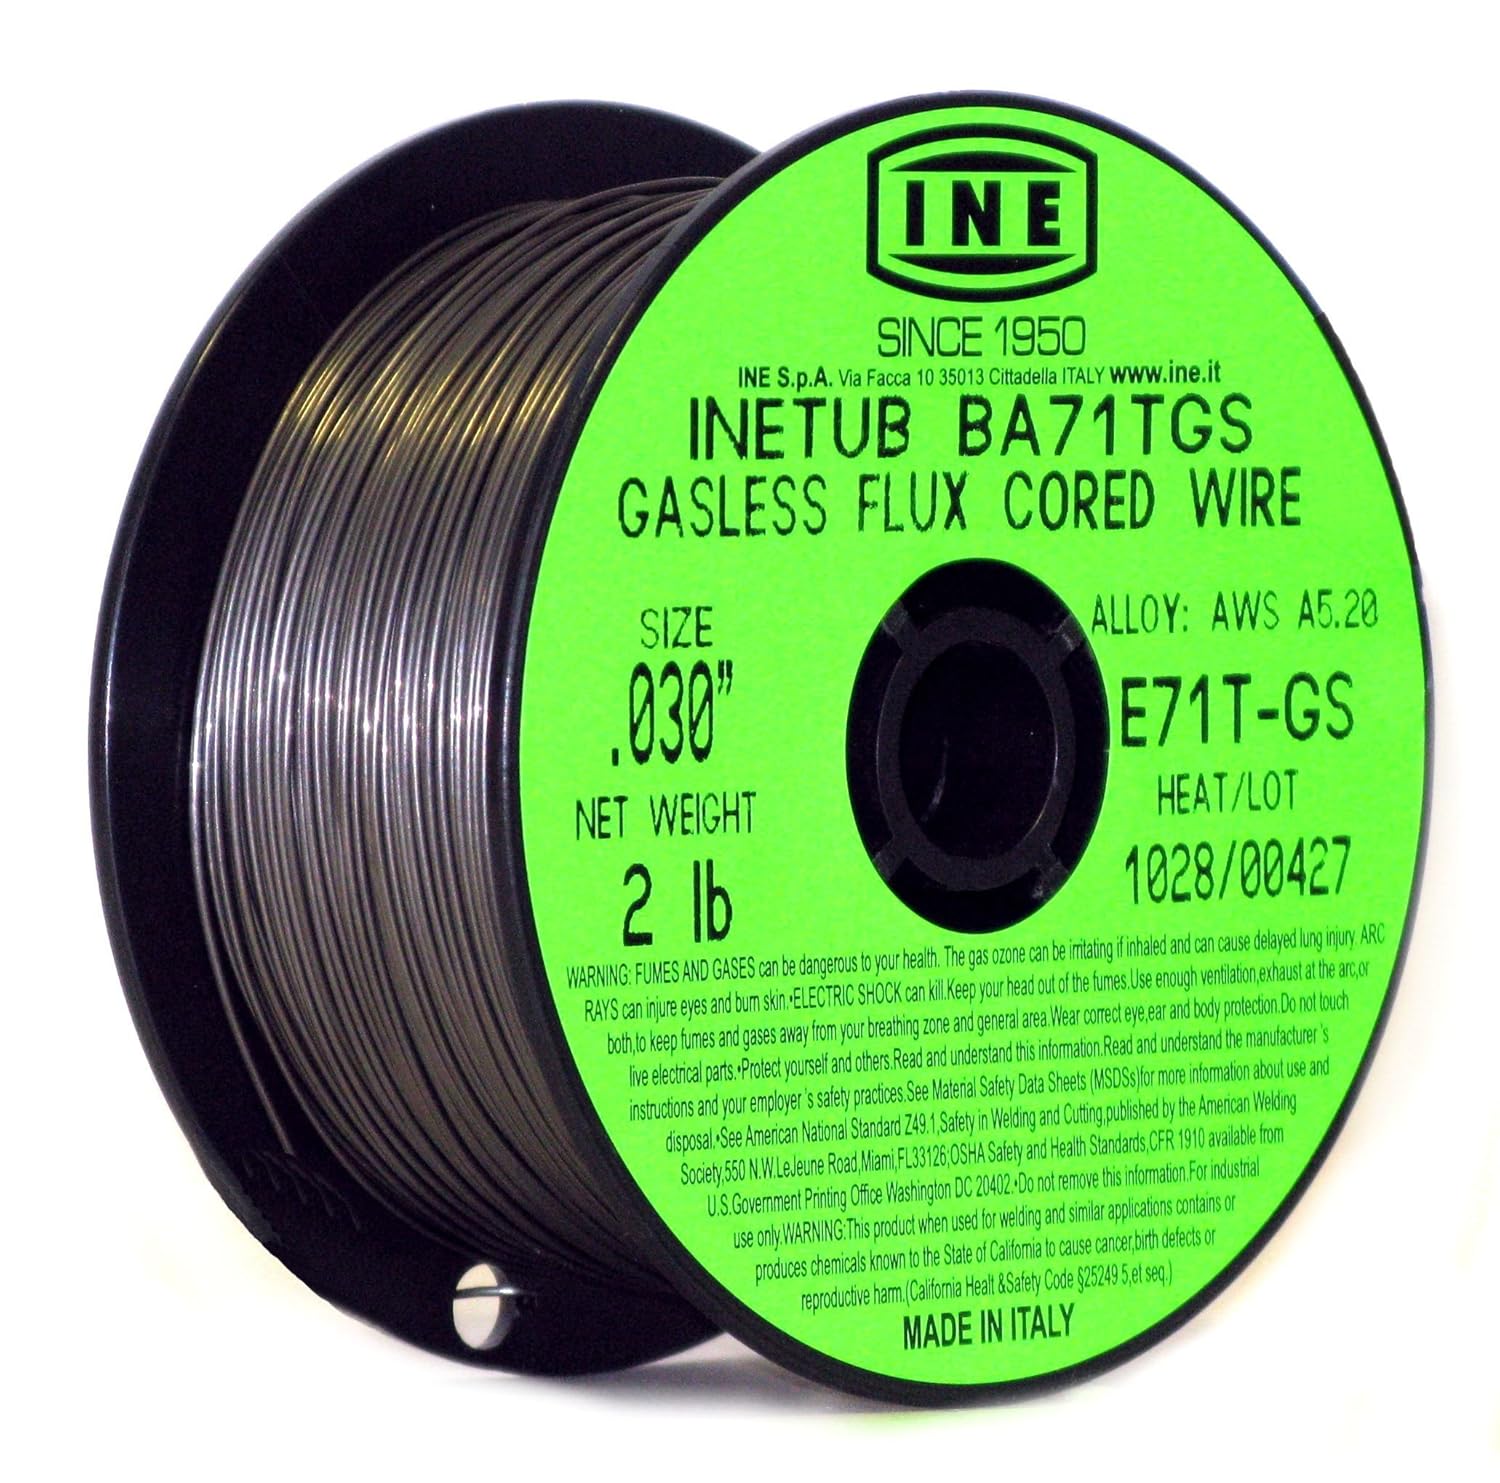 INE
SINCE 1950
INE S.p.A. Via Facca 10 35013 Cittadella ITALY www.ine.it
INETUB BA71TGS
GASLESS FLUX CORED WIRE
SIZE
.030”
NET WEIGHT
2 lb
ALLOY: AWS A5.20
E71T-GS
HEAT/LOT
1028/00427
WARNING: FUMES AND GASES can be dangerous to your health. The gas ozone can be irritating if inhaled and can cause delayed lung injury. ARC
RAYS can injure eyes and burn skin.•ELECTRIC SHOCK can kill.Keep your head out of the fumes.Use enough ventilation,exhaust at the arc,or
both,to keep fumes and gases away from your breathing zone and general area.Wear correct eye,ear and body protection.Do not touch
live electrical parts.•Protect yourself and others.Read and understand this information.Read and understand the manufacturer 's
instructions and your employer 's safety practices.See Material Safety Data Sheets (MSDSs)for more information about use and
disposal.•See American National Standard Z49.1,Safety in Welding and Cutting,published by the American Welding
Society,550 N.W.LeJeune Road,Miami,FL33126;OSHA Safety and Health Standards,CFR 1910 available from
U.S.Government Printing Office Washington DC 20402.•Do not remove this information.For industrial
use only.WARNING:This product when used for welding and similar applications contains or
produces chemicals known to the State of California to cause cancer,birth defects or
reproductive harm.(California Healt &Safety Code §25249 5,et seq.)
MADE IN ITALY